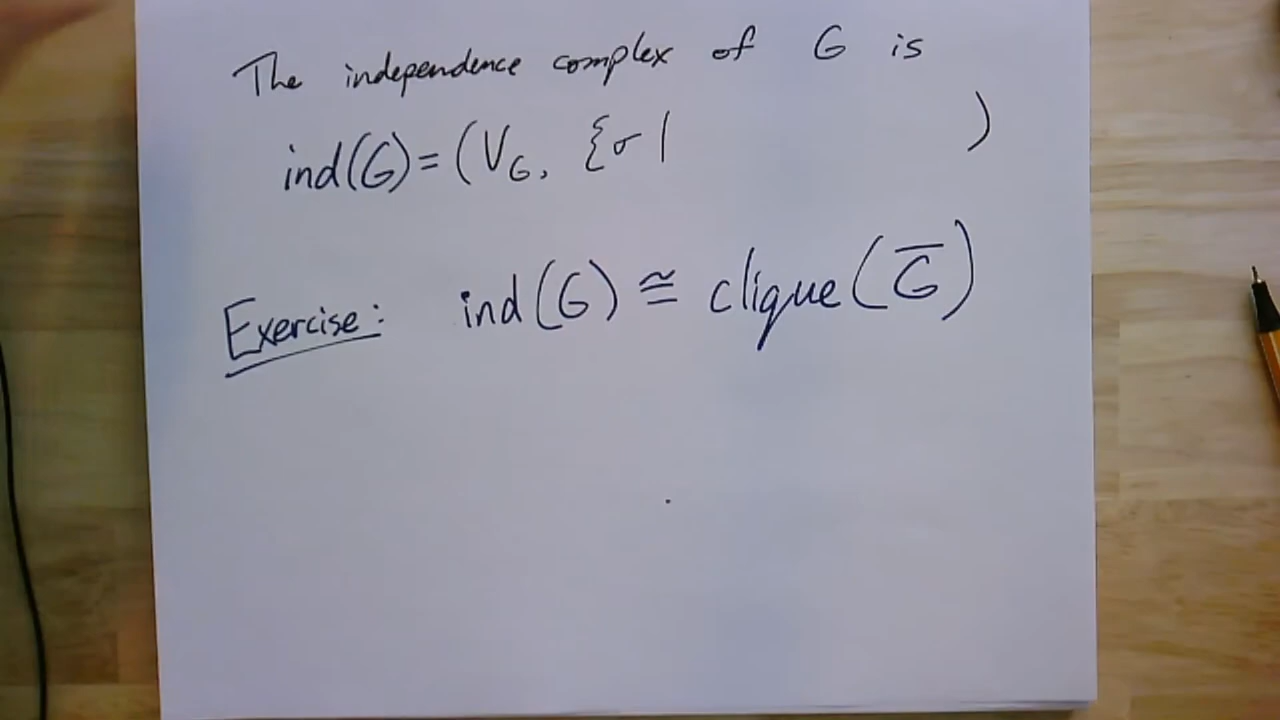 The independence complex of G is
ind(G) = (V_G, {σ | )
Exercise: ind(G) ≅ clique(G̅)